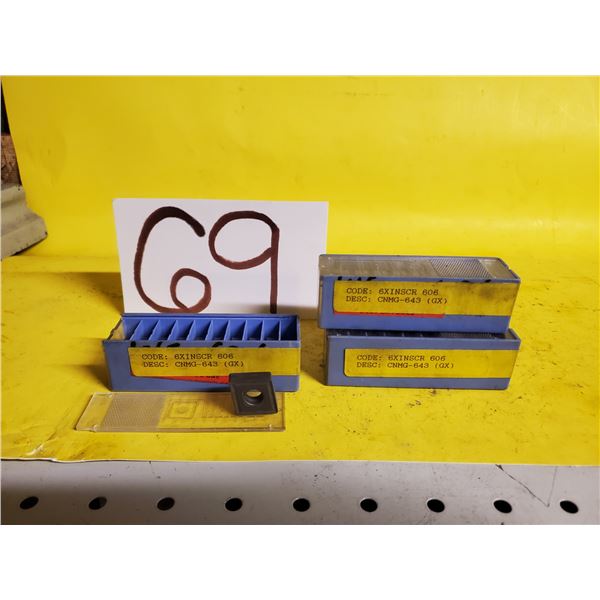 69
CODE: 6XINSCR 606
DESC: CNMG-643 (GX)
CODE: 6XINSCR 606
DESC: CNMG-643 (GX)
CODE: 6XINSCR 606
DESC: CNMG-643 (GX)